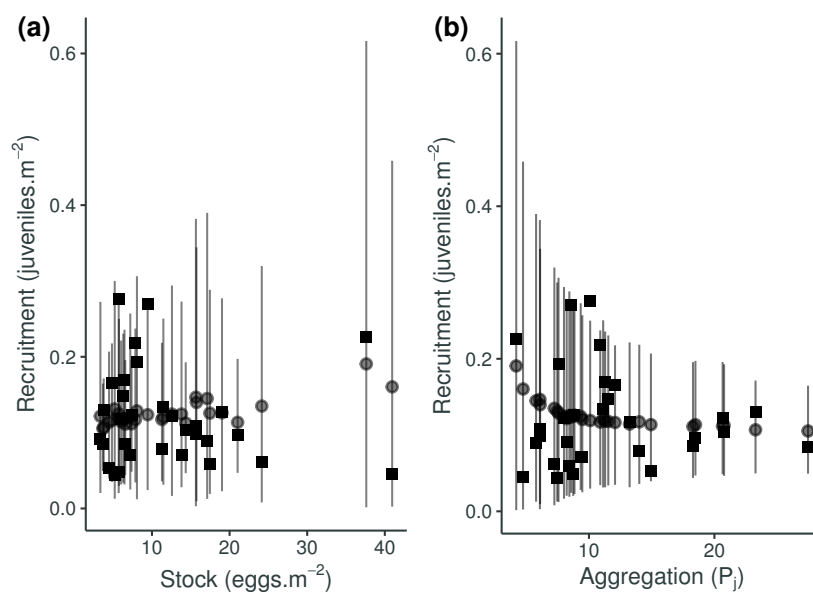 (a)
Recruitment (juveniles.m⁻²)
0.6
0.4
0.2
0.0
10 20 30 40
Stock (eggs.m⁻²)
(b)
Recruitment (juveniles.m⁻²)
0.6
0.4
0.2
0.0
10 20
Aggregation (Pⱼ)